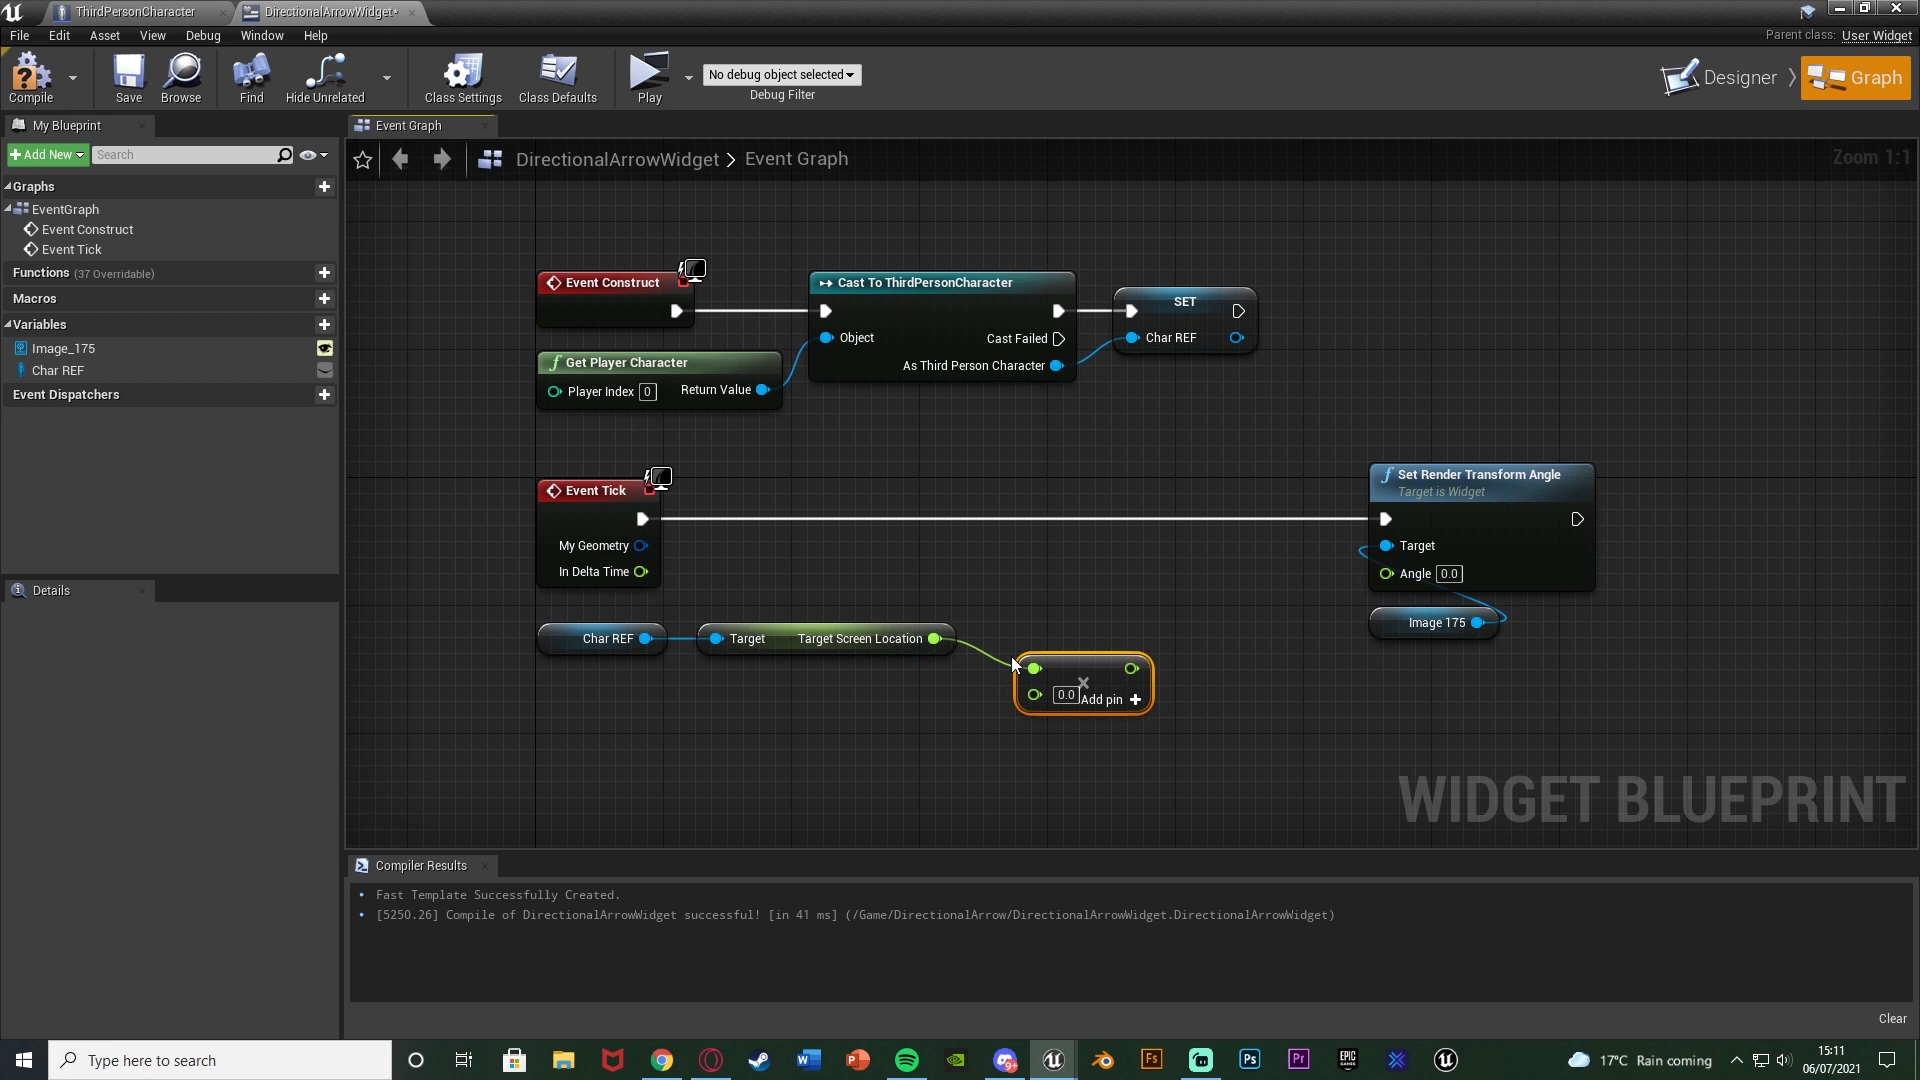 ThirdPersonCharacter
DirectionalArrowWidget*
File Edit Asset View Debug Window Help
Parent class: User Widget
Compile
Save
Browse
Find
Hide Unrelated
Class Settings
Class Defaults
Play
No debug object selected
Debug Filter
Designer
Graph
My Blueprint
Event Graph
Add New
Search
DirectionalArrowWidget > Event Graph
Zoom 1:1
Graphs
EventGraph
Event Construct
Event Tick
Functions (37 Overridable)
Macros
Variables
Image_175
Char REF
Event Dispatchers
Details
Event Construct
Cast To ThirdPersonCharacter
Object
Cast Failed
As Third Person Character
SET
Char REF
Get Player Character
Player Index 0
Return Value
Event Tick
My Geometry
In Delta Time
Set Render Transform Angle
Target is Widget
Target
Angle 0.0
Image 175
Char REF
Target
Target Screen Location
0.0
Add pin
WIDGET BLUEPRINT
Compiler Results
Fast Template Successfully Created.
[5250.26] Compile of DirectionalArrowWidget successful! [in 41 ms] (/Game/DirectionalArrow/DirectionalArrowWidget.DirectionalArrowWidget)
Clear
Type here to search
9+
Fs
Ps
Pr
EPIC GAMES
17°C Rain coming
15:11
06/07/2021